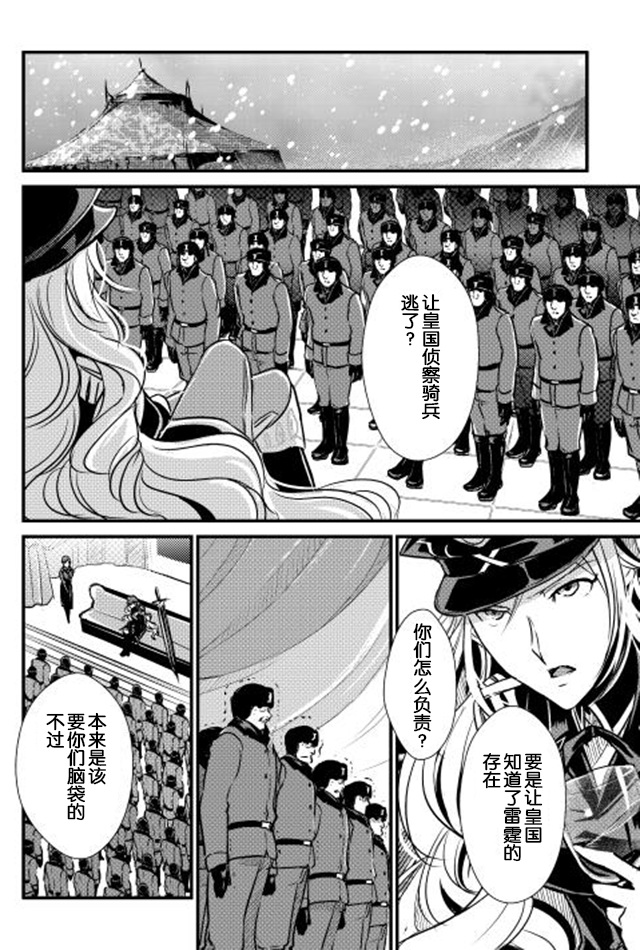 让皇国侦察骑兵
逃了？
要是让皇国
知道了雷霆的
存在
你们怎么负责？
本来是该
要你们脑袋的
不过